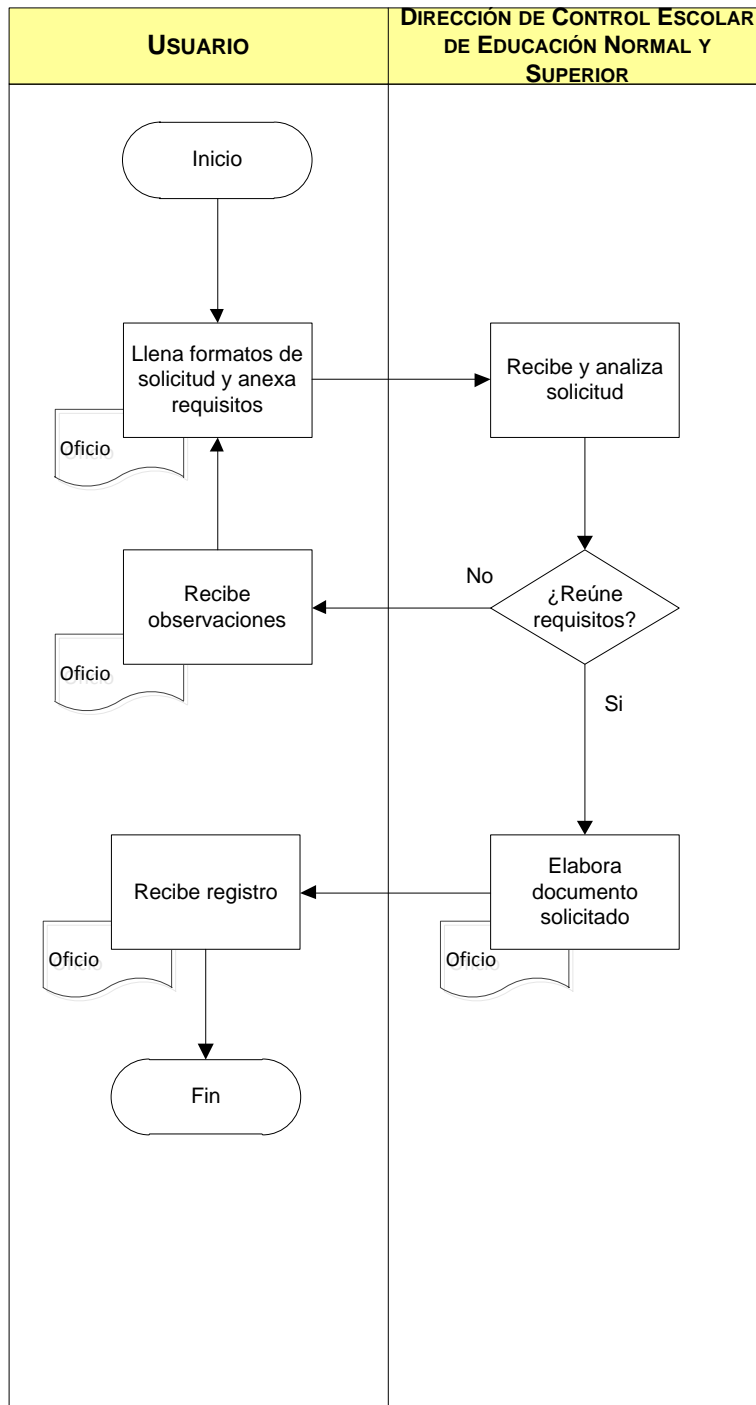 USUARIO
DIRECCIÓN DE CONTROL ESCOLAR
DE EDUCACIÓN NORMAL Y
SUPERIOR
Inicio
Llena formatos de
solicitud y anexa
requisitos
Oficio
Recibe y analiza
solicitud
¿Reúne
requisitos?
No
Recibe
observaciones
Oficio
Si
Elabora
documento
solicitado
Oficio
Recibe registro
Oficio
Fin